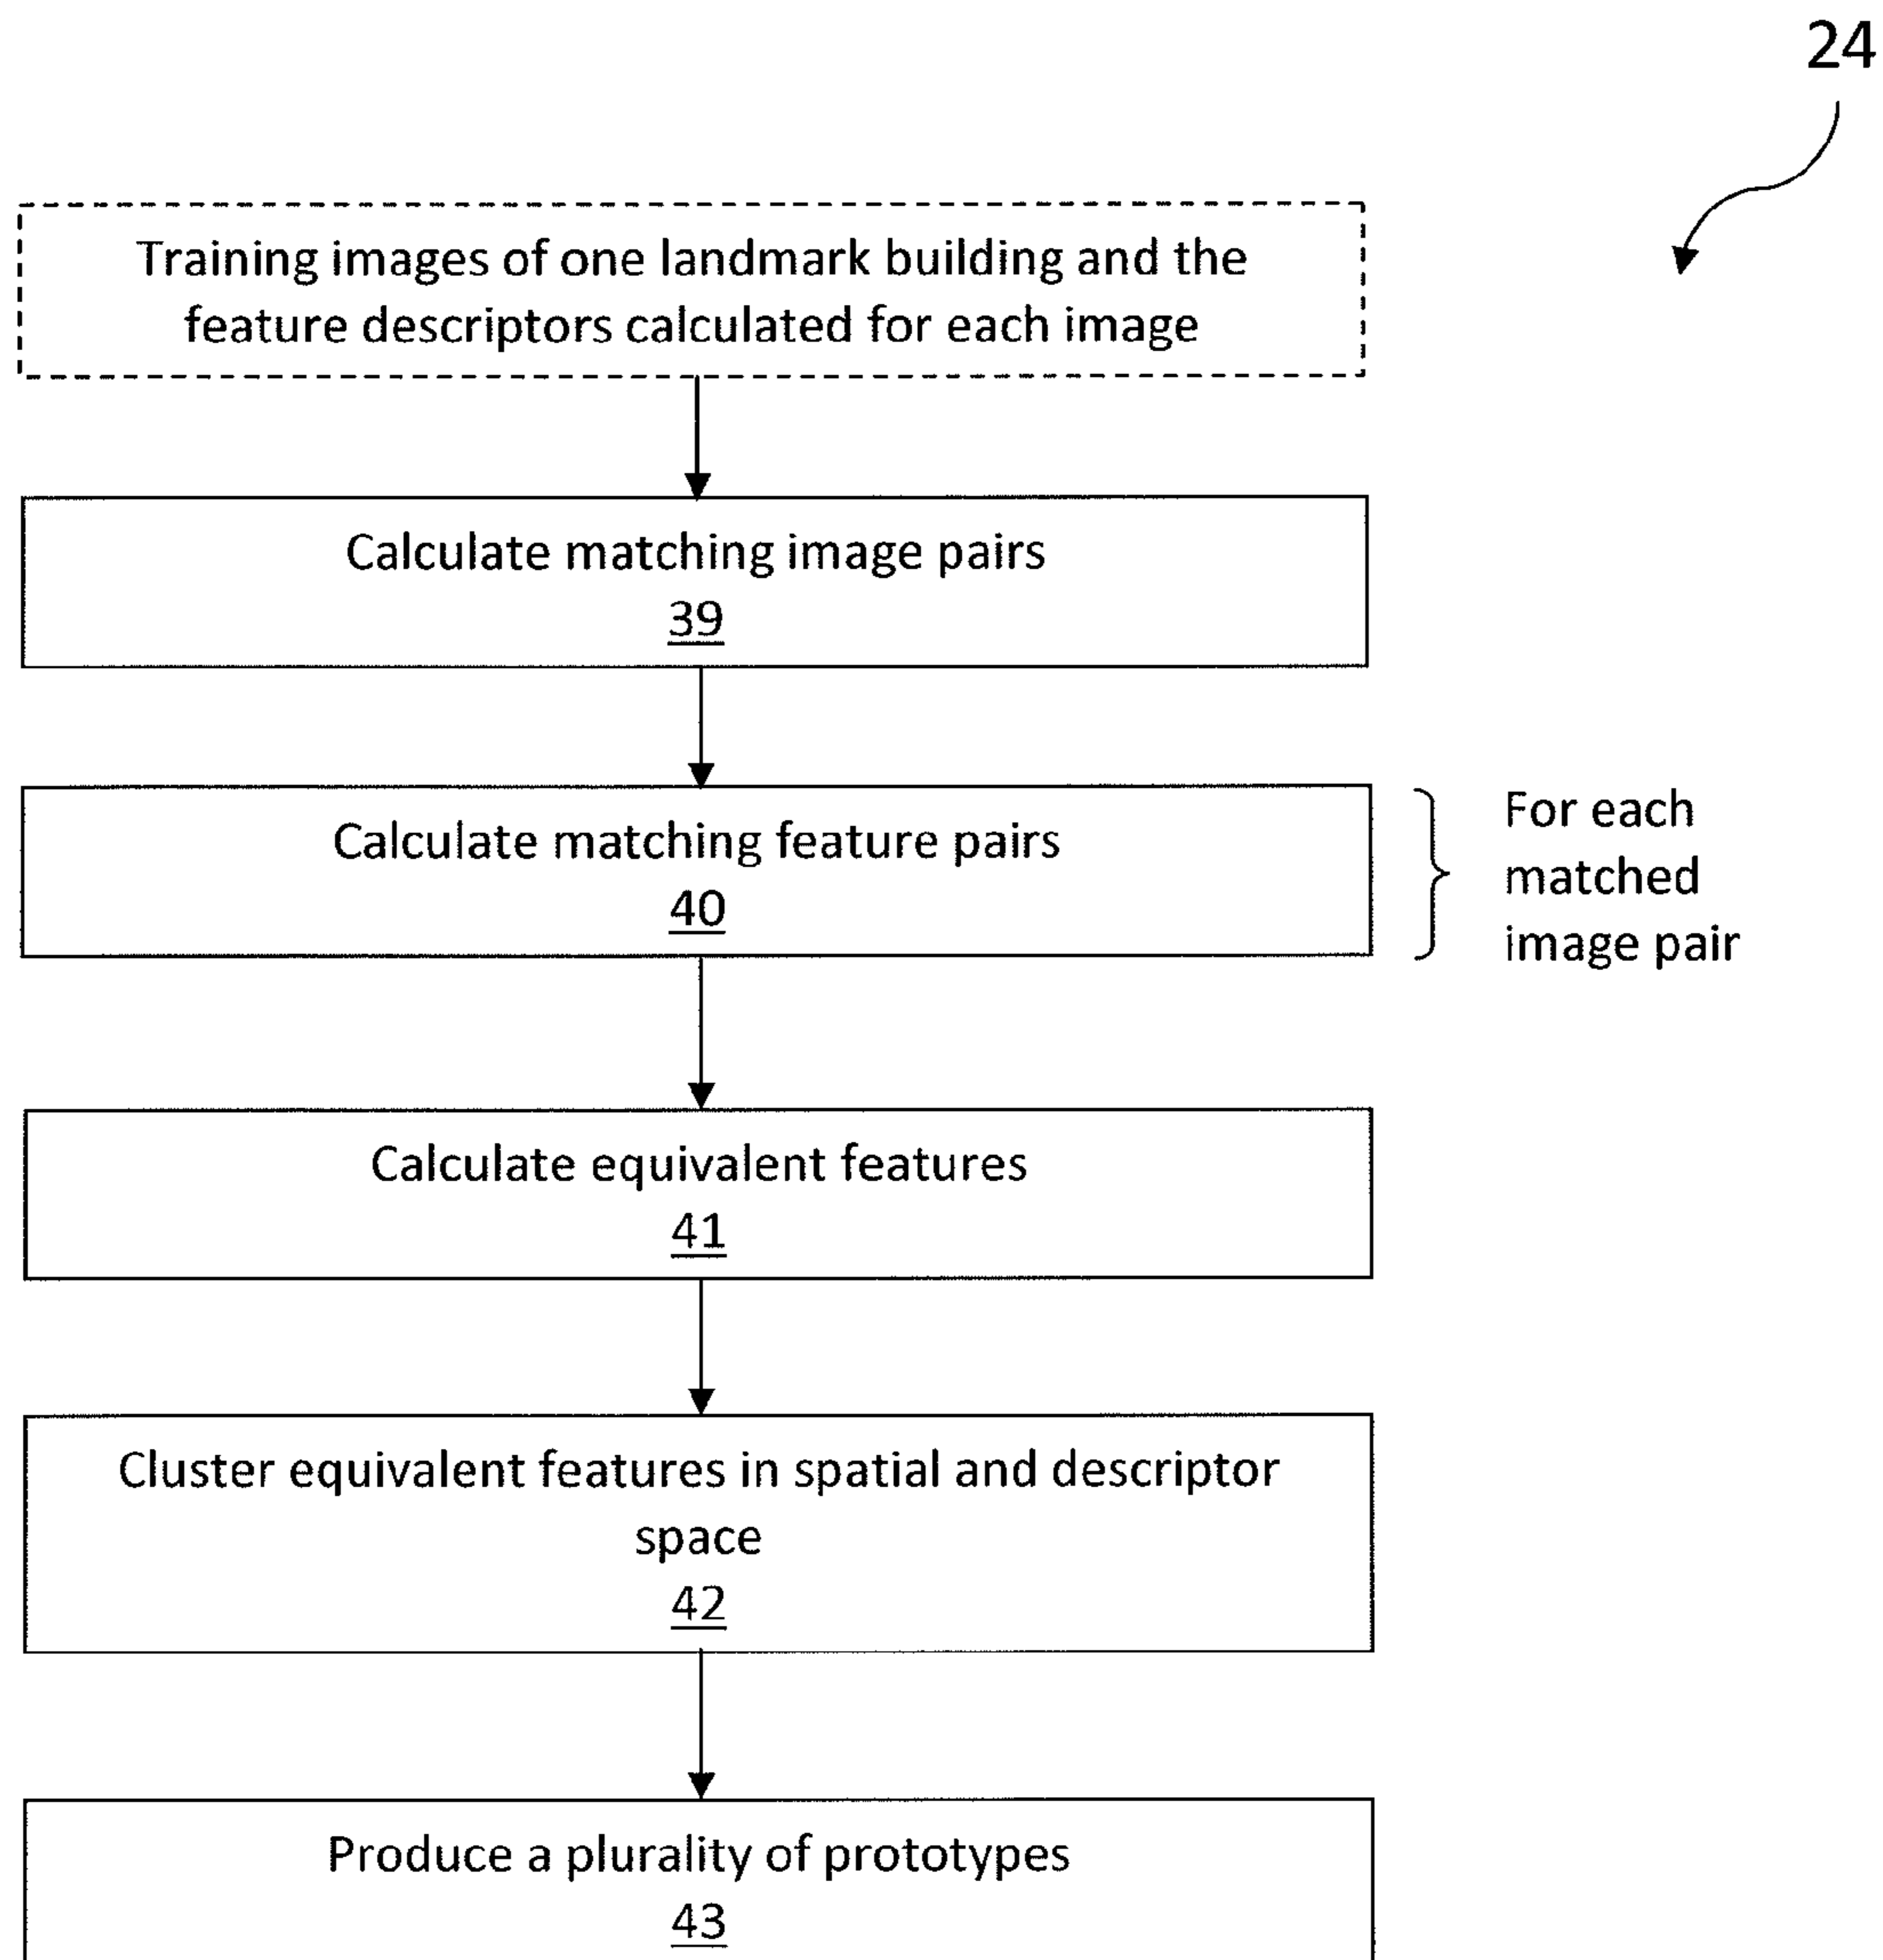 24
Training images of one landmark building and the
feature descriptors calculated for each image
Calculate matching image pairs
39
Calculate matching feature pairs
40
For each
matched
image pair
Calculate equivalent features
41
Cluster equivalent features in spatial and descriptor
space
42
Produce a plurality of prototypes
43